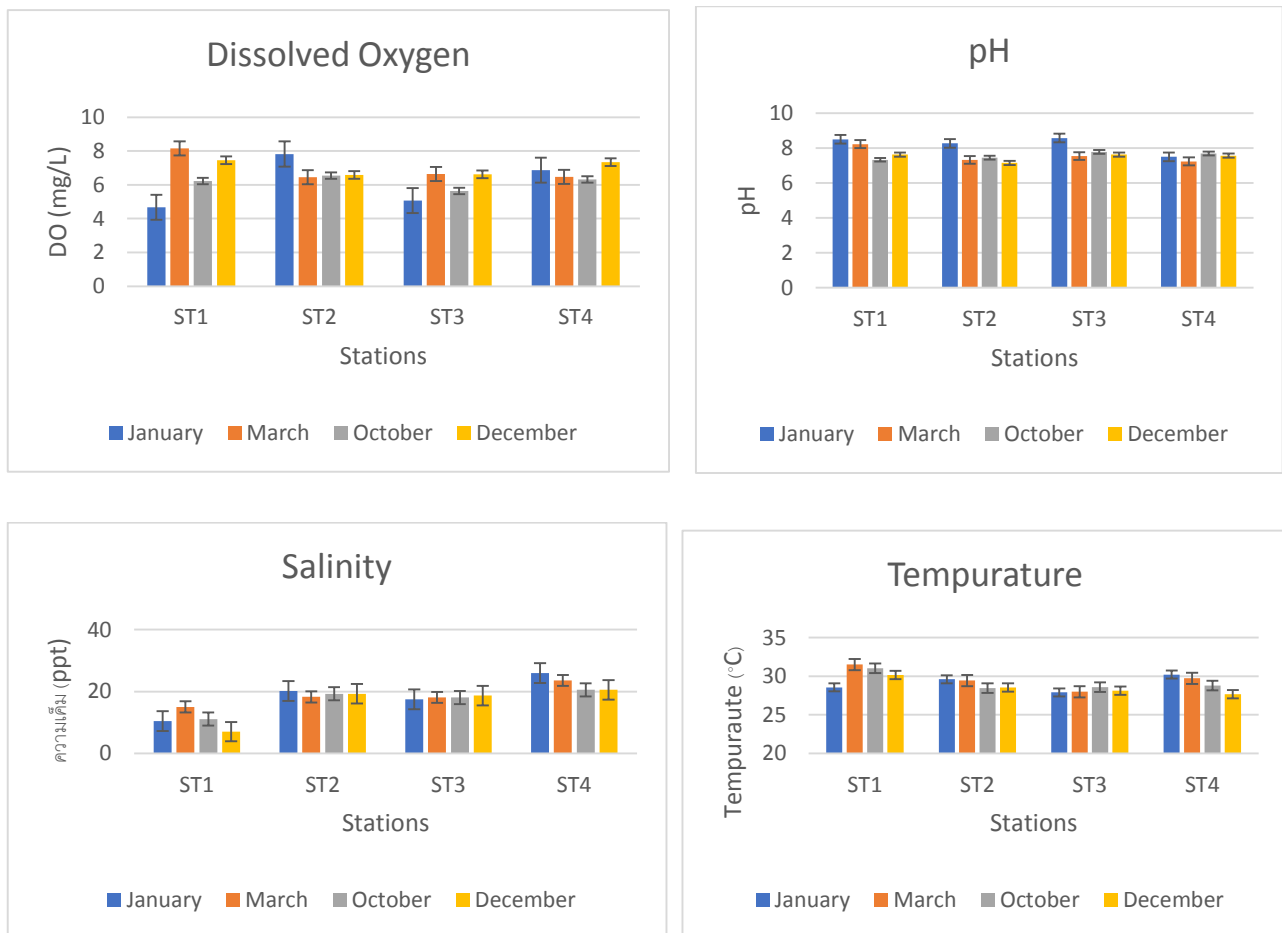 Dissolved Oxygen
DO (mg/L)
10
8
6
4
2
0
ST1 ST2 ST3 ST4
Stations
January March October December
pH
pH
10
8
6
4
2
0
ST1 ST2 ST3 ST4
Stations
January March October December
Salinity
ความเค็ม (ppt)
40
20
0
ST1 ST2 ST3 ST4
Stations
January March October December
Tempurature
Tempuraute (°C)
35
30
25
20
ST1 ST2 ST3 ST4
Stations
January March October December